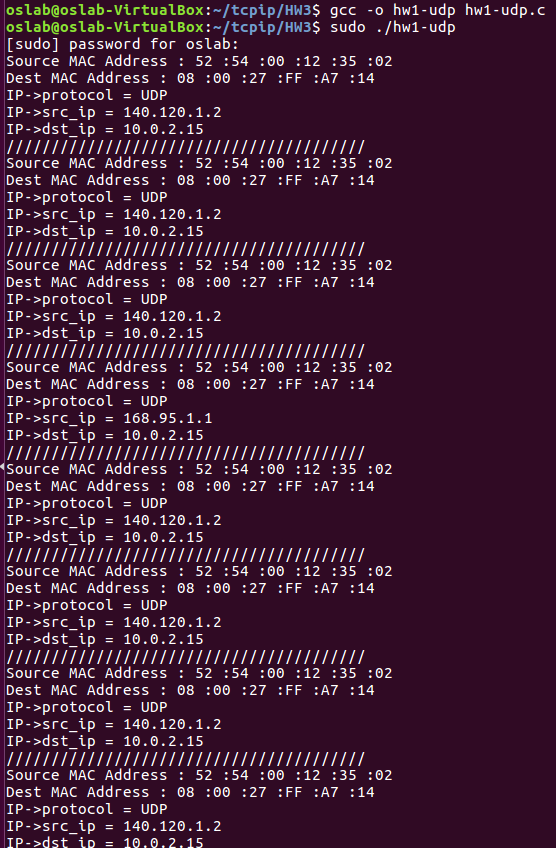 oslab@oslab-VirtualBox:~/tcpip/HW3$ gcc -o hw1-udp hw1-udp.c
oslab@oslab-VirtualBox:~/tcpip/HW3$ sudo ./hw1-udp
[sudo] password for oslab:
Source MAC Address : 52 :54 :00 :12 :35 :02
Dest MAC Address : 08 :00 :27 :FF :A7 :14
IP->protocol = UDP
IP->src_ip = 140.120.1.2
IP->dst_ip = 10.0.2.15
////////////////////////////////////////
Source MAC Address : 52 :54 :00 :12 :35 :02
Dest MAC Address : 08 :00 :27 :FF :A7 :14
IP->protocol = UDP
IP->src_ip = 140.120.1.2
IP->dst_ip = 10.0.2.15
////////////////////////////////////////
Source MAC Address : 52 :54 :00 :12 :35 :02
Dest MAC Address : 08 :00 :27 :FF :A7 :14
IP->protocol = UDP
IP->src_ip = 140.120.1.2
IP->dst_ip = 10.0.2.15
////////////////////////////////////////
Source MAC Address : 52 :54 :00 :12 :35 :02
Dest MAC Address : 08 :00 :27 :FF :A7 :14
IP->protocol = UDP
IP->src_ip = 168.95.1.1
IP->dst_ip = 10.0.2.15
////////////////////////////////////////
Source MAC Address : 52 :54 :00 :12 :35 :02
Dest MAC Address : 08 :00 :27 :FF :A7 :14
IP->protocol = UDP
IP->src_ip = 140.120.1.2
IP->dst_ip = 10.0.2.15
////////////////////////////////////////
Source MAC Address : 52 :54 :00 :12 :35 :02
Dest MAC Address : 08 :00 :27 :FF :A7 :14
IP->protocol = UDP
IP->src_ip = 140.120.1.2
IP->dst_ip = 10.0.2.15
////////////////////////////////////////
Source MAC Address : 52 :54 :00 :12 :35 :02
Dest MAC Address : 08 :00 :27 :FF :A7 :14
IP->protocol = UDP
IP->src_ip = 140.120.1.2
IP->dst_ip = 10.0.2.15
////////////////////////////////////////
Source MAC Address : 52 :54 :00 :12 :35 :02
Dest MAC Address : 08 :00 :27 :FF :A7 :14
IP->protocol = UDP
IP->src_ip = 140.120.1.2
IP->dst_ip = 10.0.2.15